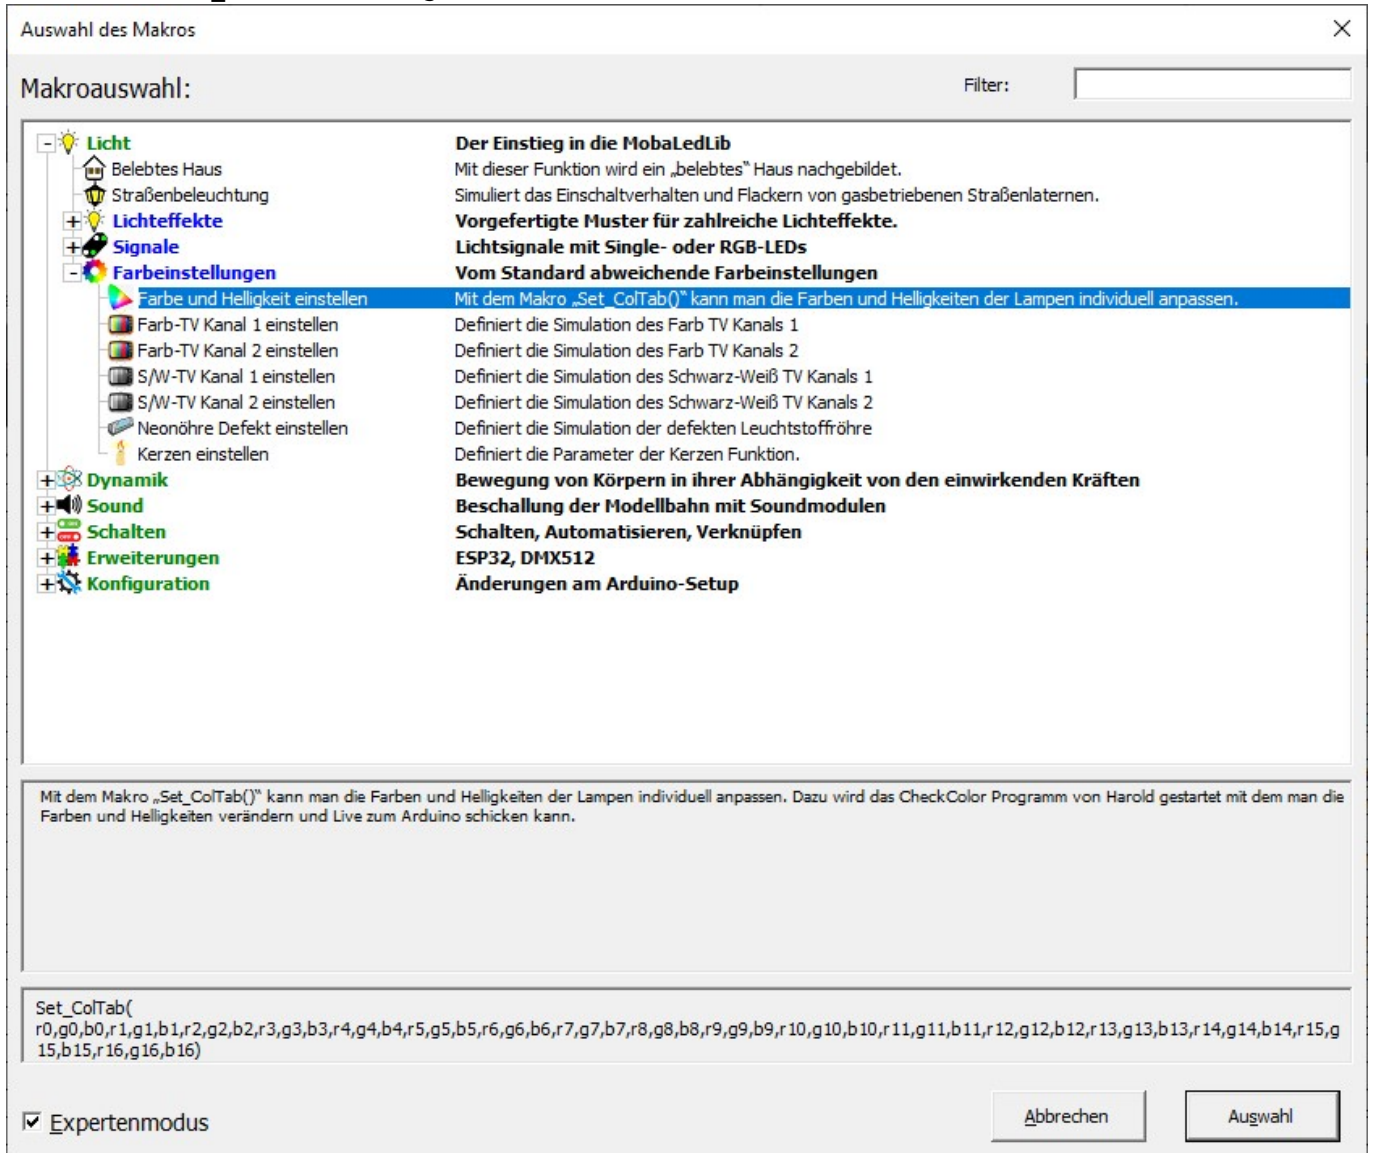 Auswahl des Makros
Makroauswahl:
Filter:
Licht Der Einstieg in die MobaLedLib
Belebtes Haus Mit dieser Funktion wird ein „belebtes“ Haus nachgebildet.
Straßenbeleuchtung Simuliert das Einschaltverhalten und Flackern von gasbetriebenen Straßenlaternen.
Lichteffekte Vorgefertigte Muster für zahlreiche Lichteffekte.
Signale Lichtsignale mit Single- oder RGB-LEDs
Farbeinstellungen Vom Standard abweichende Farbeinstellungen
Farbe und Helligkeit einstellen Mit dem Makro „Set_ColTab()“ kann man die Farben und Helligkeiten der Lampen individuell anpassen.
Farb-TV Kanal 1 einstellen Definiert die Simulation des Farb TV Kanals 1
Farb-TV Kanal 2 einstellen Definiert die Simulation des Farb TV Kanals 2
S/W-TV Kanal 1 einstellen Definiert die Simulation des Schwarz-Weiß TV Kanals 1
S/W-TV Kanal 2 einstellen Definiert die Simulation des Schwarz-Weiß TV Kanals 2
Neonöhre Defekt einstellen Definiert die Simulation der defekten Leuchtstoffröhre
Kerzen einstellen Definiert die Parameter der Kerzen Funktion.
Dynamik Bewegung von Körpern in ihrer Abhängigkeit von den einwirkenden Kräften
Sound Beschallung der Modellbahn mit Soundmodulen
Schalten Schalten, Automatisieren, Verknüpfen
Erweiterungen ESP32, DMX512
Konfiguration Änderungen am Arduino-Setup
Mit dem Makro „Set_ColTab()“ kann man die Farben und Helligkeiten der Lampen individuell anpassen. Dazu wird das CheckColor Programm von Harold gestartet mit dem man die
Farben und Helligkeiten verändern und Live zum Arduino schicken kann.
Set_ColTab(
r0,g0,b0,r1,g1,b1,r2,g2,b2,r3,g3,b3,r4,g4,b4,r5,g5,b5,r6,g6,b6,r7,g7,b7,r8,g8,b8,r9,g9,b9,r10,g10,b10,r11,g11,b11,r12,g12,b12,r13,g13,b13,r14,g14,b14,r15,g
15,b15,r16,g16,b16)
Expertenmodus
Abbrechen
Auswahl